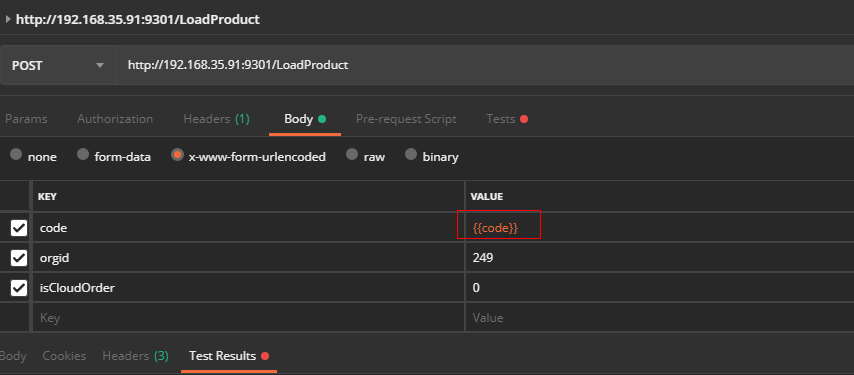 http://192.168.35.91:9301/LoadProduct
POST http://192.168.35.91:9301/LoadProduct
Params Authorization Headers (1) Body Pre-request Script Tests
none form-data x-www-form-urlencoded raw binary
KEY VALUE
code {{code}}
orgid 249
isCloudOrder 0
Key Value
Body Cookies Headers (3) Test Results